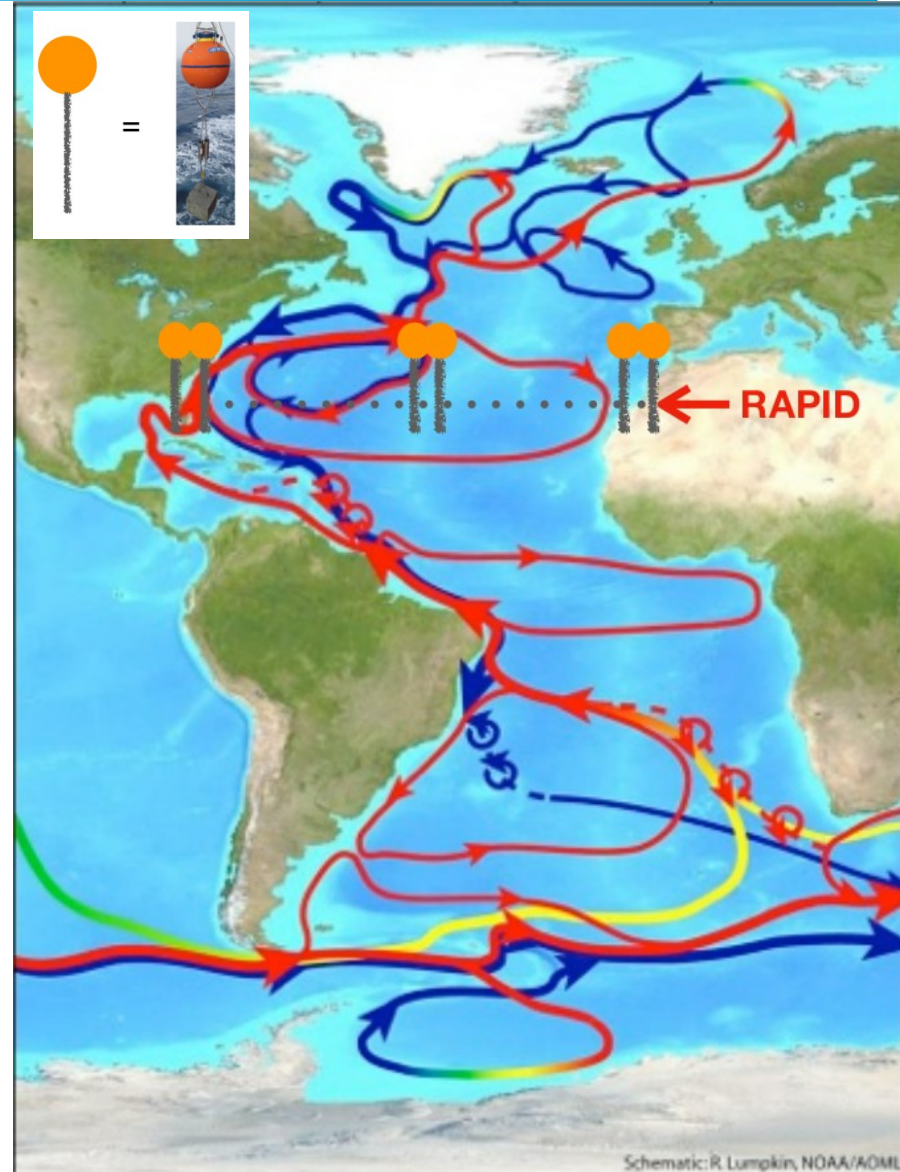 =
RAPID
Schematic: R. Lumpkin, NOAA/AOML